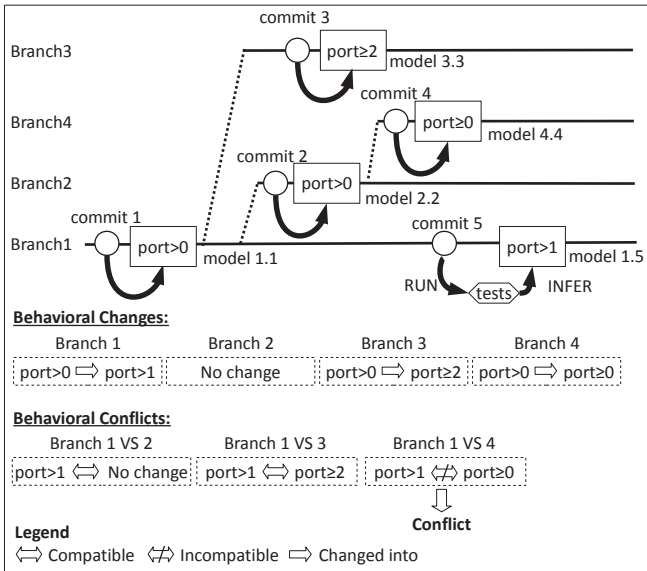 commit 3
Branch3
port≥2
model 3.3
commit 4
Branch4
port≥0
model 4.4
commit 2
Branch2
port>0
model 2.2
commit 1
commit 5
Branch1
port>0
model 1.1
port>1
model 1.5
RUN
tests
INFER
Behavioral Changes:
Branch 1 Branch 2 Branch 3 Branch 4
port>0 ⇨ port>1 No change port>0 ⇨ port≥2 port>0 ⇨ port≥0
Behavioral Conflicts:
Branch 1 VS 2 Branch 1 VS 3 Branch 1 VS 4
port>1 ⇔ No change port>1 ⇔ port≥2 port>1 ⇎ port≥0
Conflict
Legend
⇔ Compatible ⇎ Incompatible ⇨ Changed into